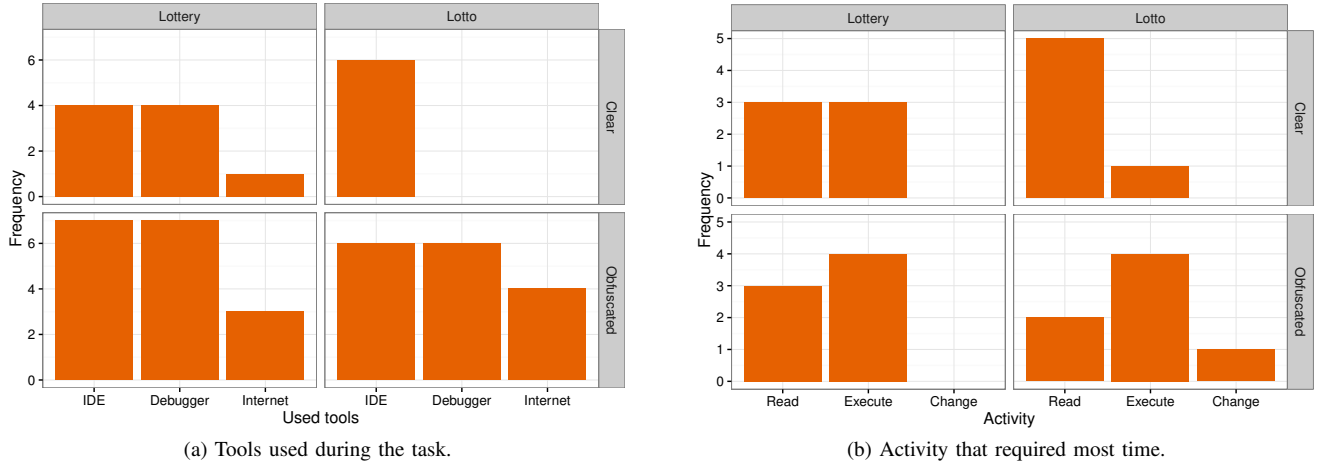 Lottery Lotto
Frequency
6
4
2
0
Clear
6
4
2
0
Obfuscated
IDE Debugger Internet IDE Debugger Internet
Used tools
(a) Tools used during the task.
Lottery Lotto
Frequency
5
4
3
2
1
0
Clear
5
4
3
2
1
0
Obfuscated
Read Execute Change Read Execute Change
Activity
(b) Activity that required most time.